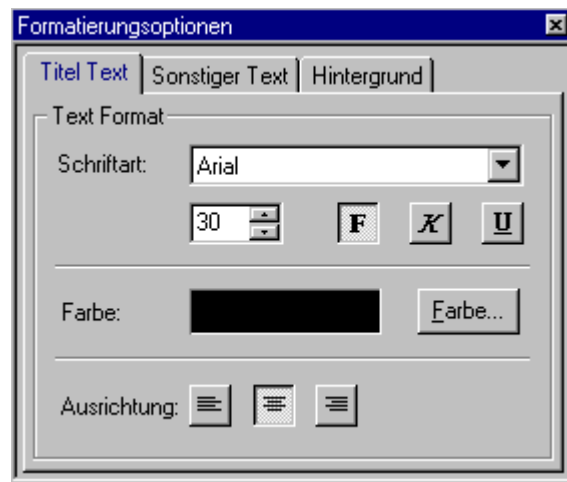 Formatierungsoptionen
Titel Text Sonstiger Text Hintergrund
Text Format
Schriftart: Arial
30 F K U
Farbe: Farbe...
Ausrichtung: